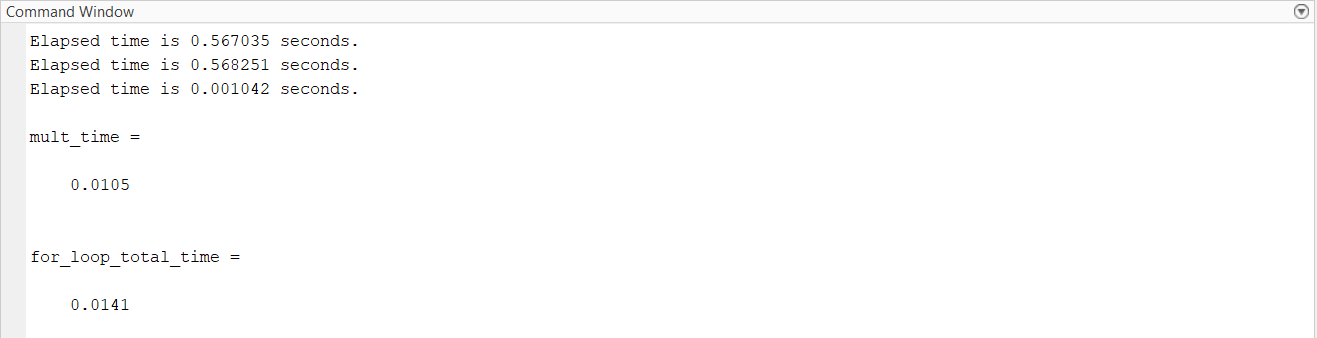 Command Window
Elapsed time is 0.567035 seconds.
Elapsed time is 0.568251 seconds.
Elapsed time is 0.001042 seconds.
mult_time =
0.0105
for_loop_total_time =
0.0141